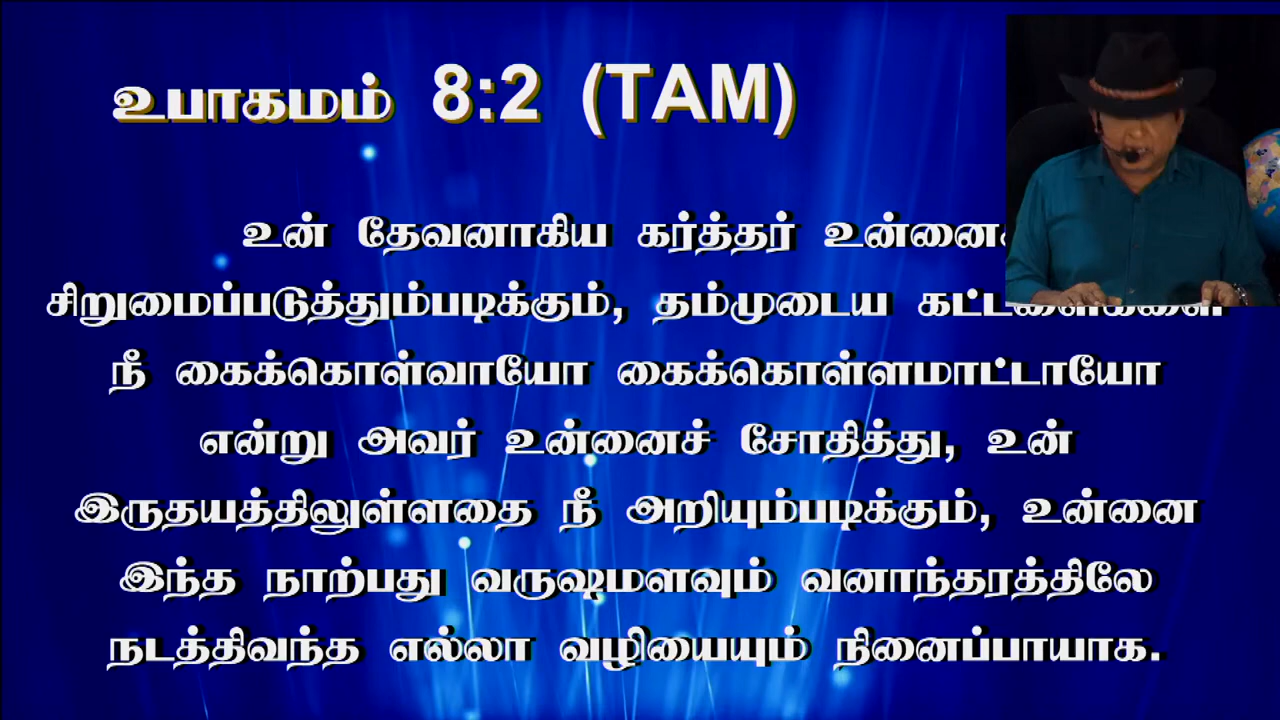 உபாகமம் 8:2 (TAM)
உன் தேவனாகிய கர்த்தர்
சிறுமைப்படுத்தும்படிக்கும், தம்முடைய
நீ கைக்கொள்வாயோ கைக்கொள்ளமாட்டாயோ
என்று அவர் உன்னைச் சோதித்து, உன்
இருதயத்திலுள்ளதை நீ அறியும்படிக்கும், உன்னை
இந்த நாற்பது வருஷமளவும் வனாந்தரத்திலே
நடத்திவந்த எல்லா வழியையும் நினைப்பாயாக.